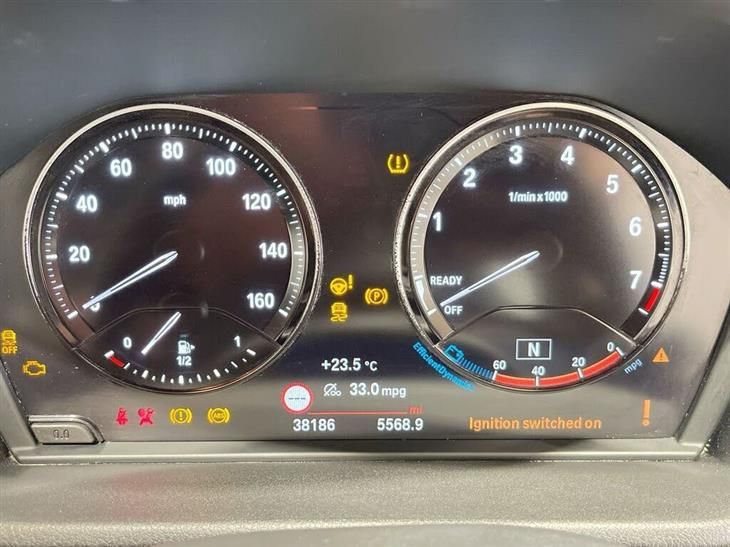 0 20 40 60 80 100 120 140 160
mph
0 1/2 1
1 2 3 4 5 6 7
1/min x 1000
READY
OFF
N
EfficientDynamics
60 40 20 0
mpg
OFF
P
+23.5 °C
---
33.0 mpg
mi
0.0
ABS
38186 5568.9
Ignition switched on